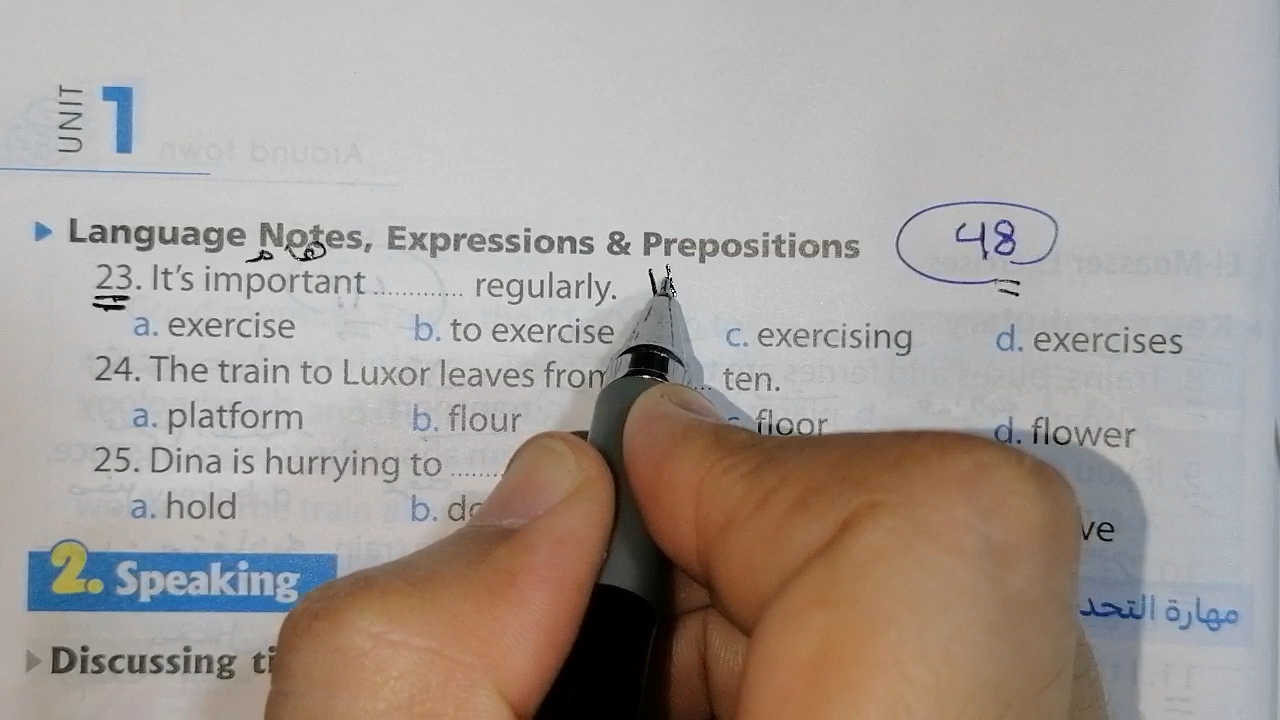 UNIT 1
Language Notes, Expressions & Prepositions
48
هام
23. It's important ............ regularly.
a. exercise b. to exercise c. exercising d. exercises
24. The train to Luxor leaves from ... ten.
a. platform b. flour c. floor d. flower
25. Dina is hurrying to ......
a. hold b.
2. Speaking
مهارة
Discussing